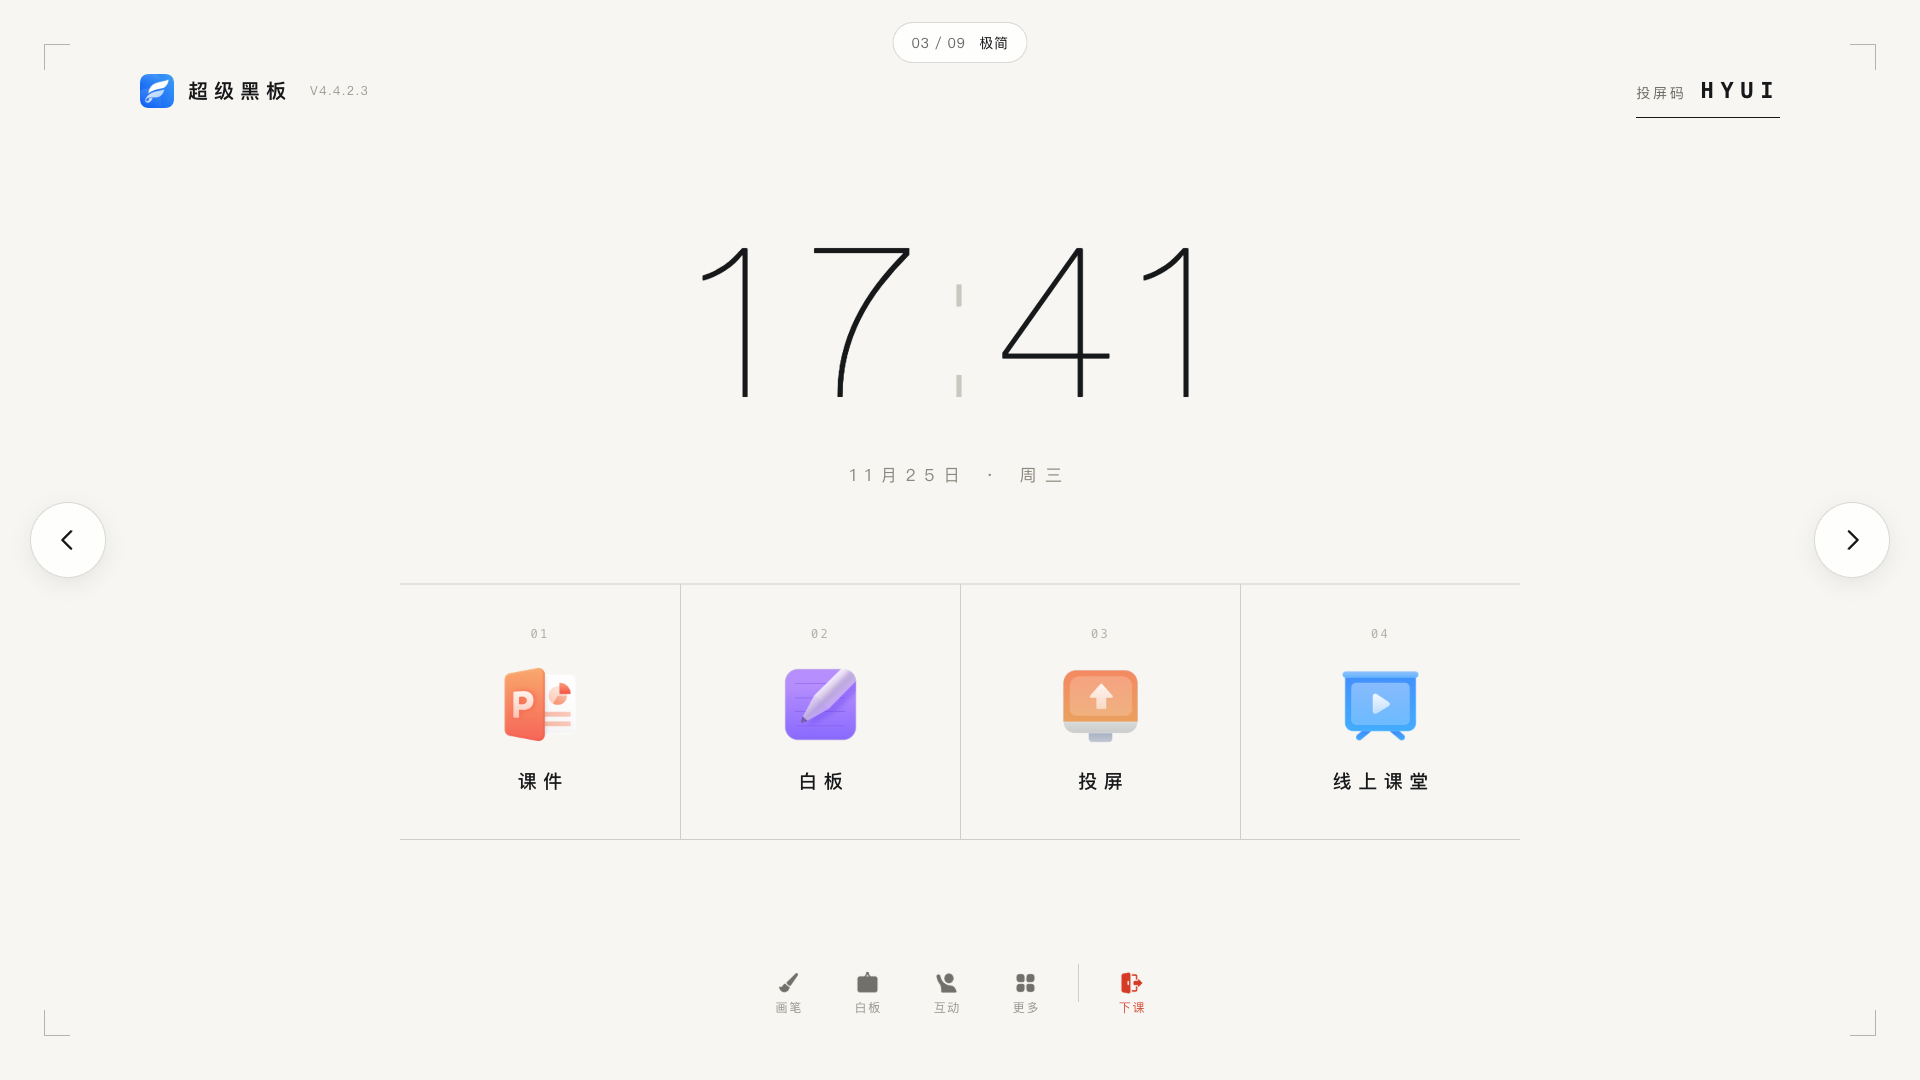 03 / 09 极简
超级黑板 V4.4.2.3
投屏码 HYUI
17:41
11月25日 · 周三
01
02
03
04
P
课件
白板
投屏
线上课堂
画笔
白板
互动
更多
下课